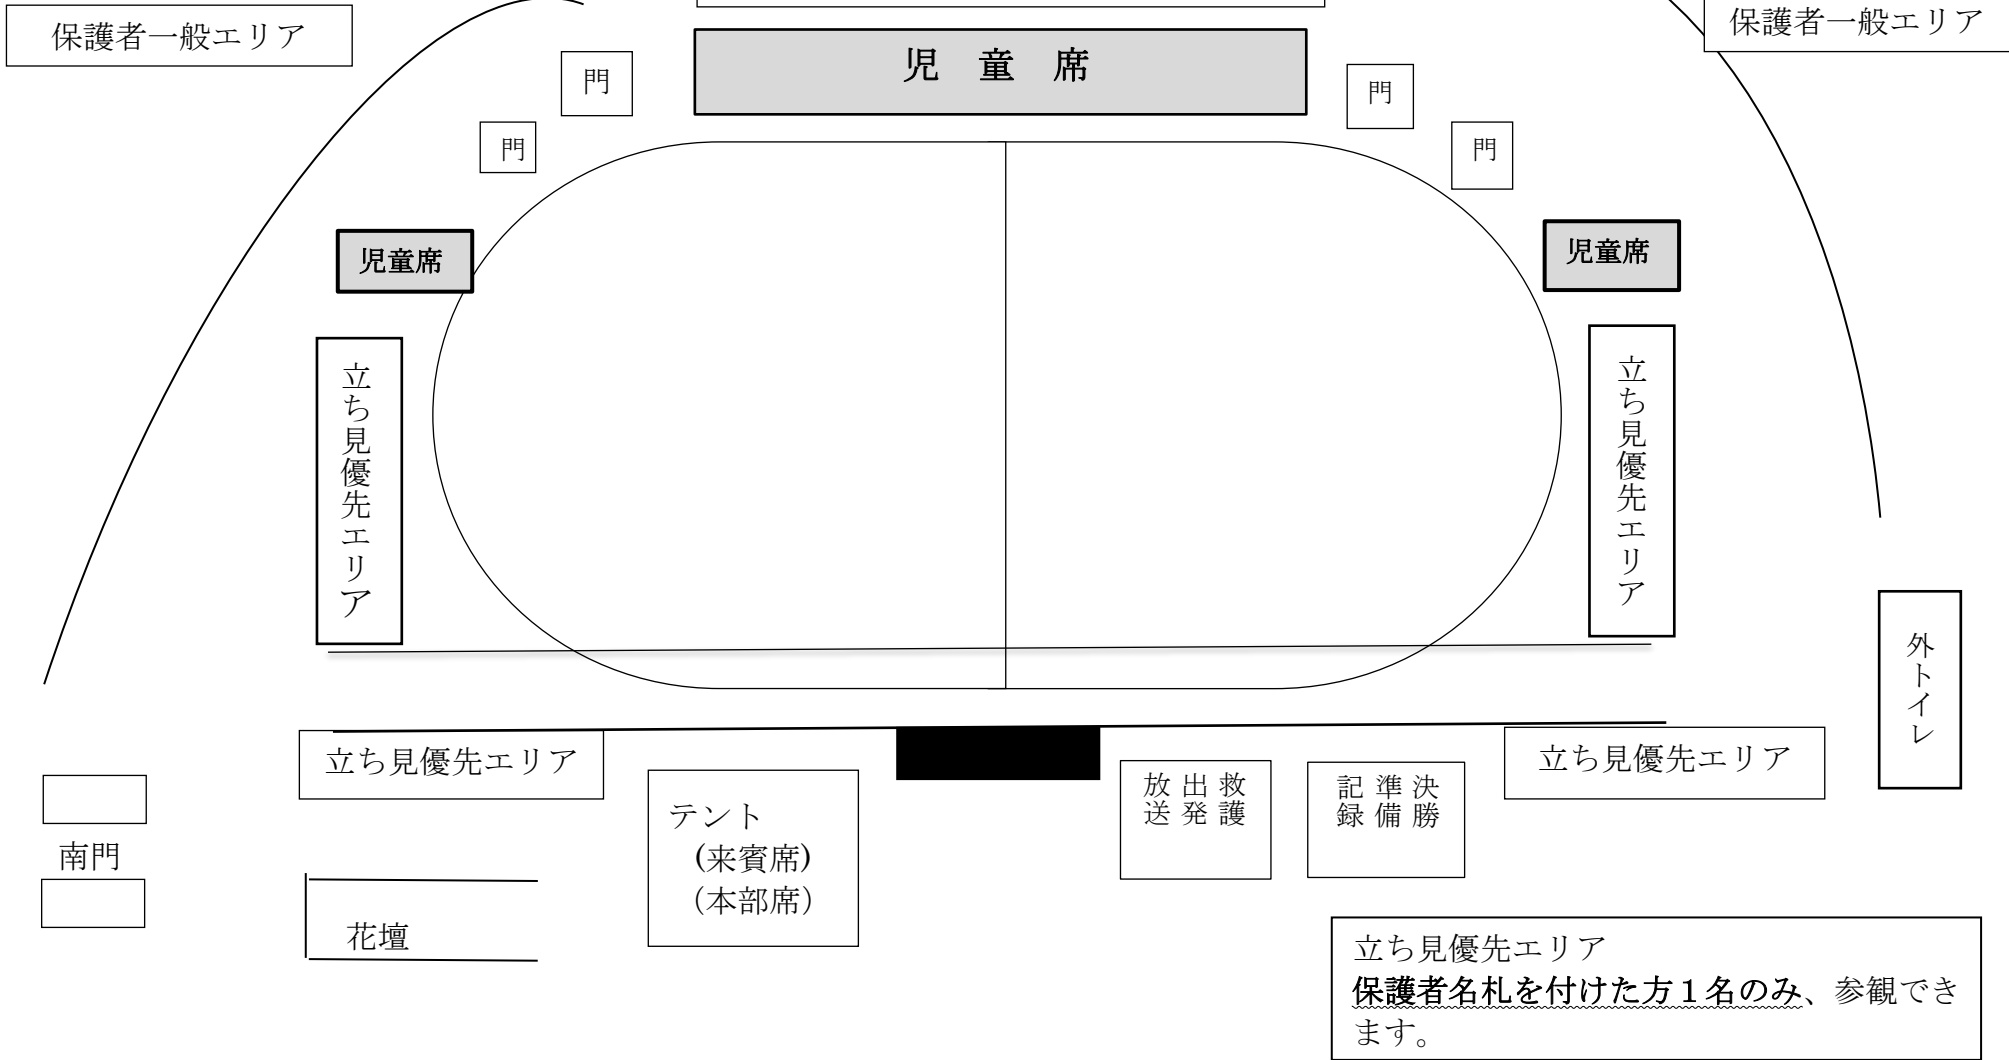 保護者一般エリア
保護者一般エリア
児 童 席
門
門
門
門
児童席
児童席
立ち見優先エリア
立ち見優先エリア
外トイレ
立ち見優先エリア
立ち見優先エリア
テント
(来賓席)
（本部席）
救護
出発
放送
決勝
準備
記録
南門
花壇
立ち見優先エリア
保護者名札を付けた方１名のみ、参観でき
ます。